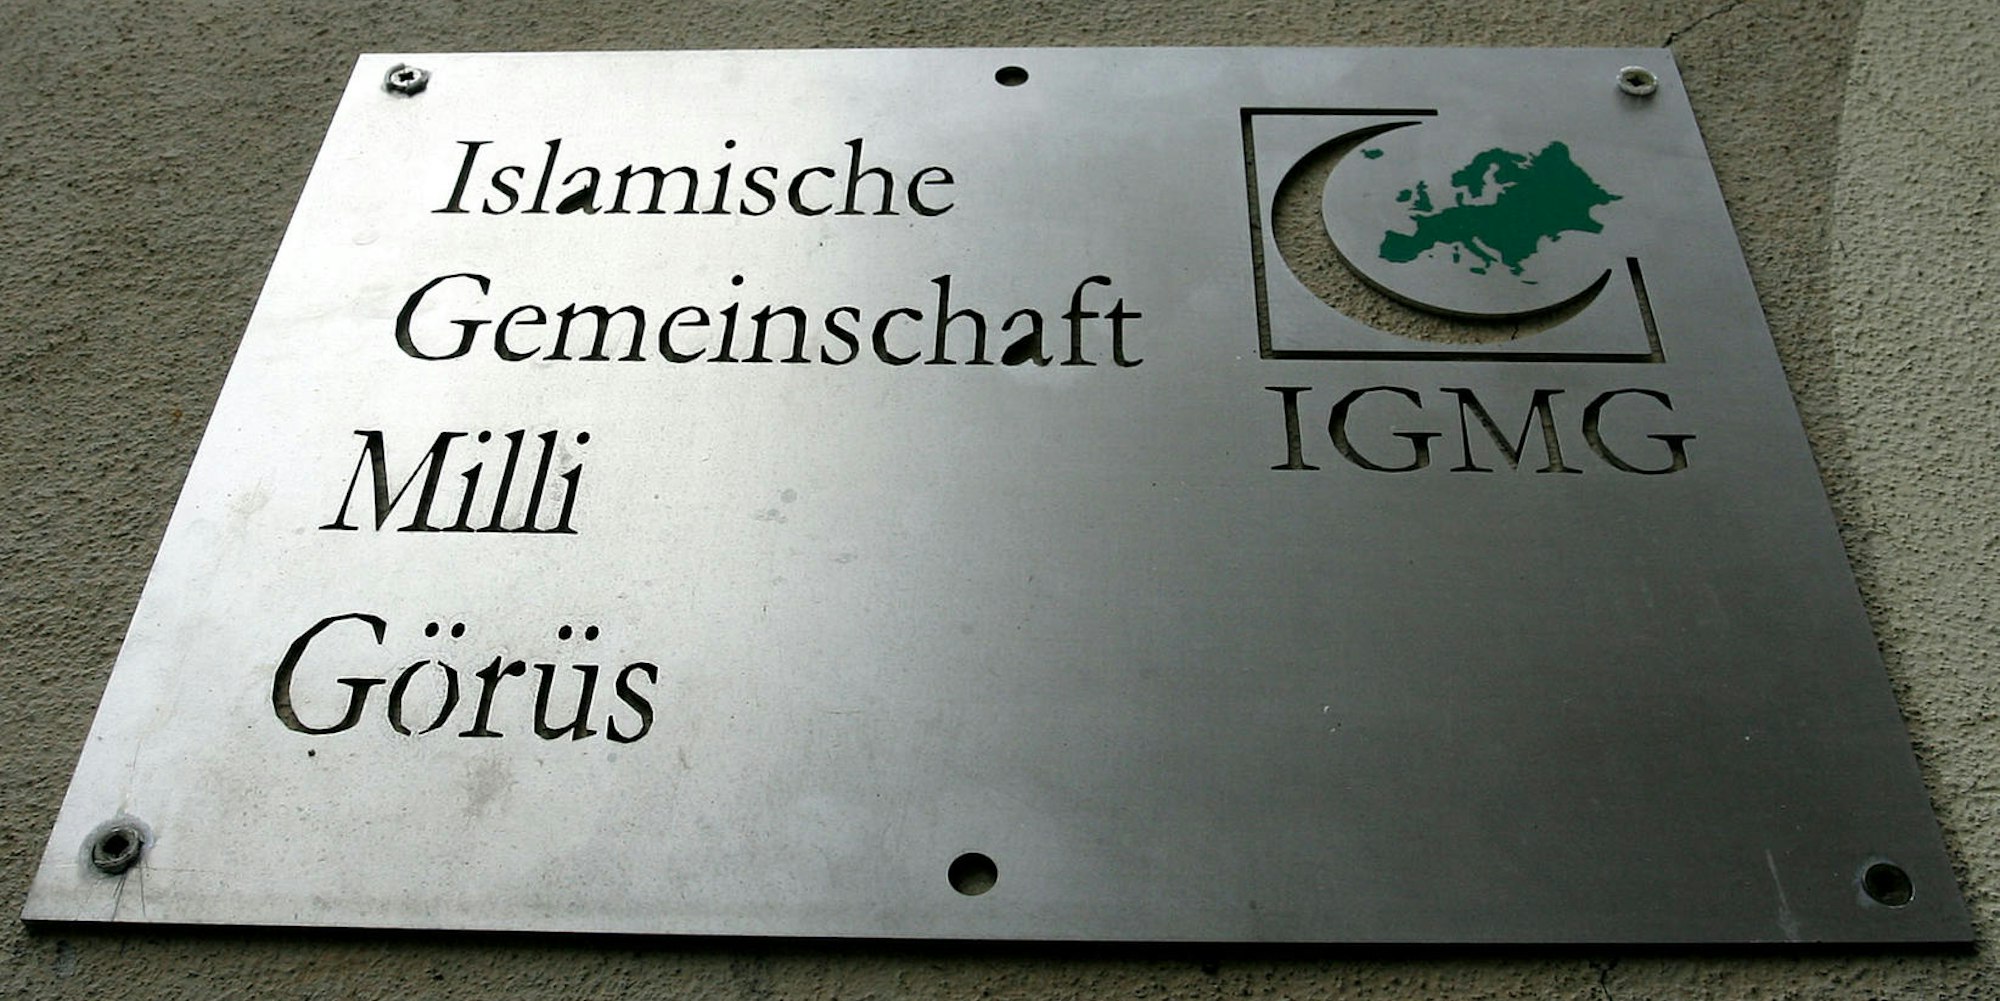 Islamische
Gemeinschaft
Milli
Görüs
IGMG